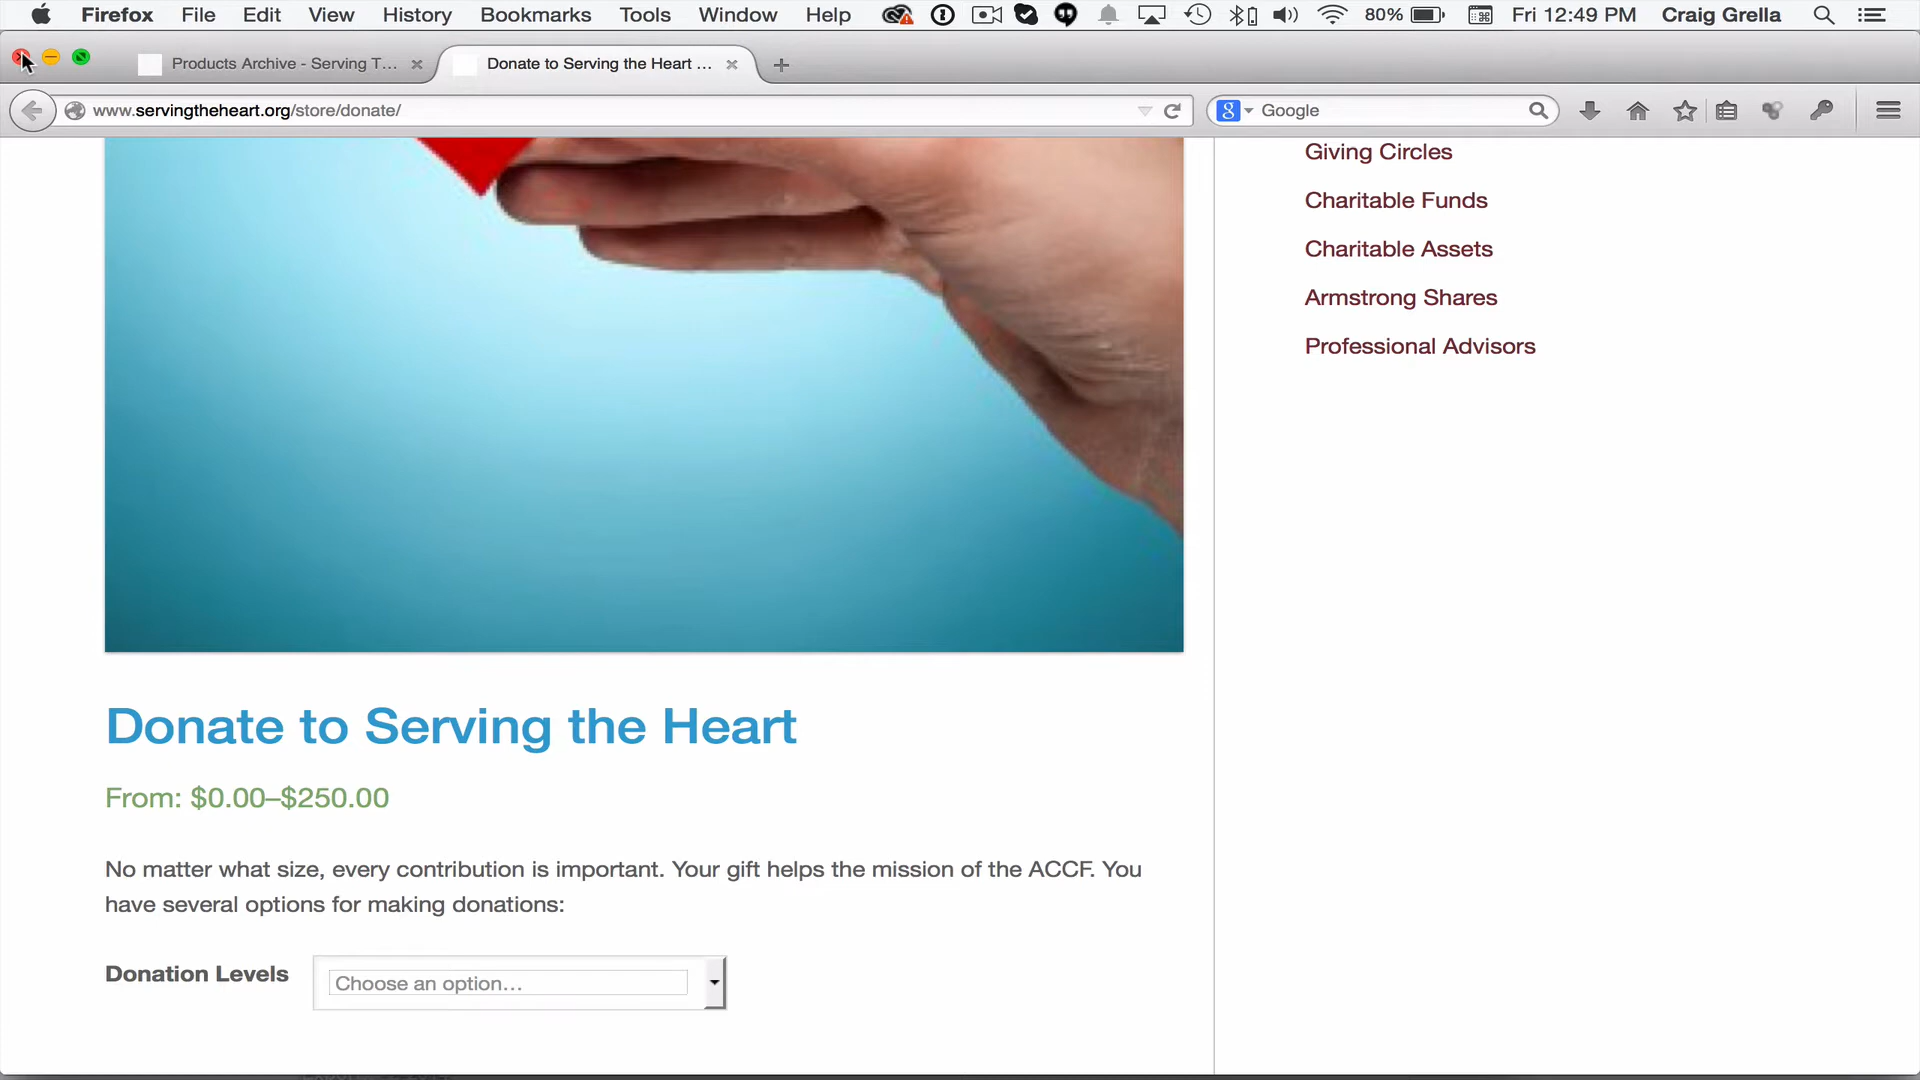 Firefox File Edit View History Bookmarks Tools Window Help 80% Fri 12:49 PM Craig Grella
Products Archive - Serving T... Donate to Serving the Heart ...
www.servingtheheart.org/store/donate/ Google
Giving Circles
Charitable Funds
Charitable Assets
Armstrong Shares
Professional Advisors
Donate to Serving the Heart
From: $0.00–$250.00
No matter what size, every contribution is important. Your gift helps the mission of the ACCF. You
have several options for making donations:
Donation Levels Choose an option...